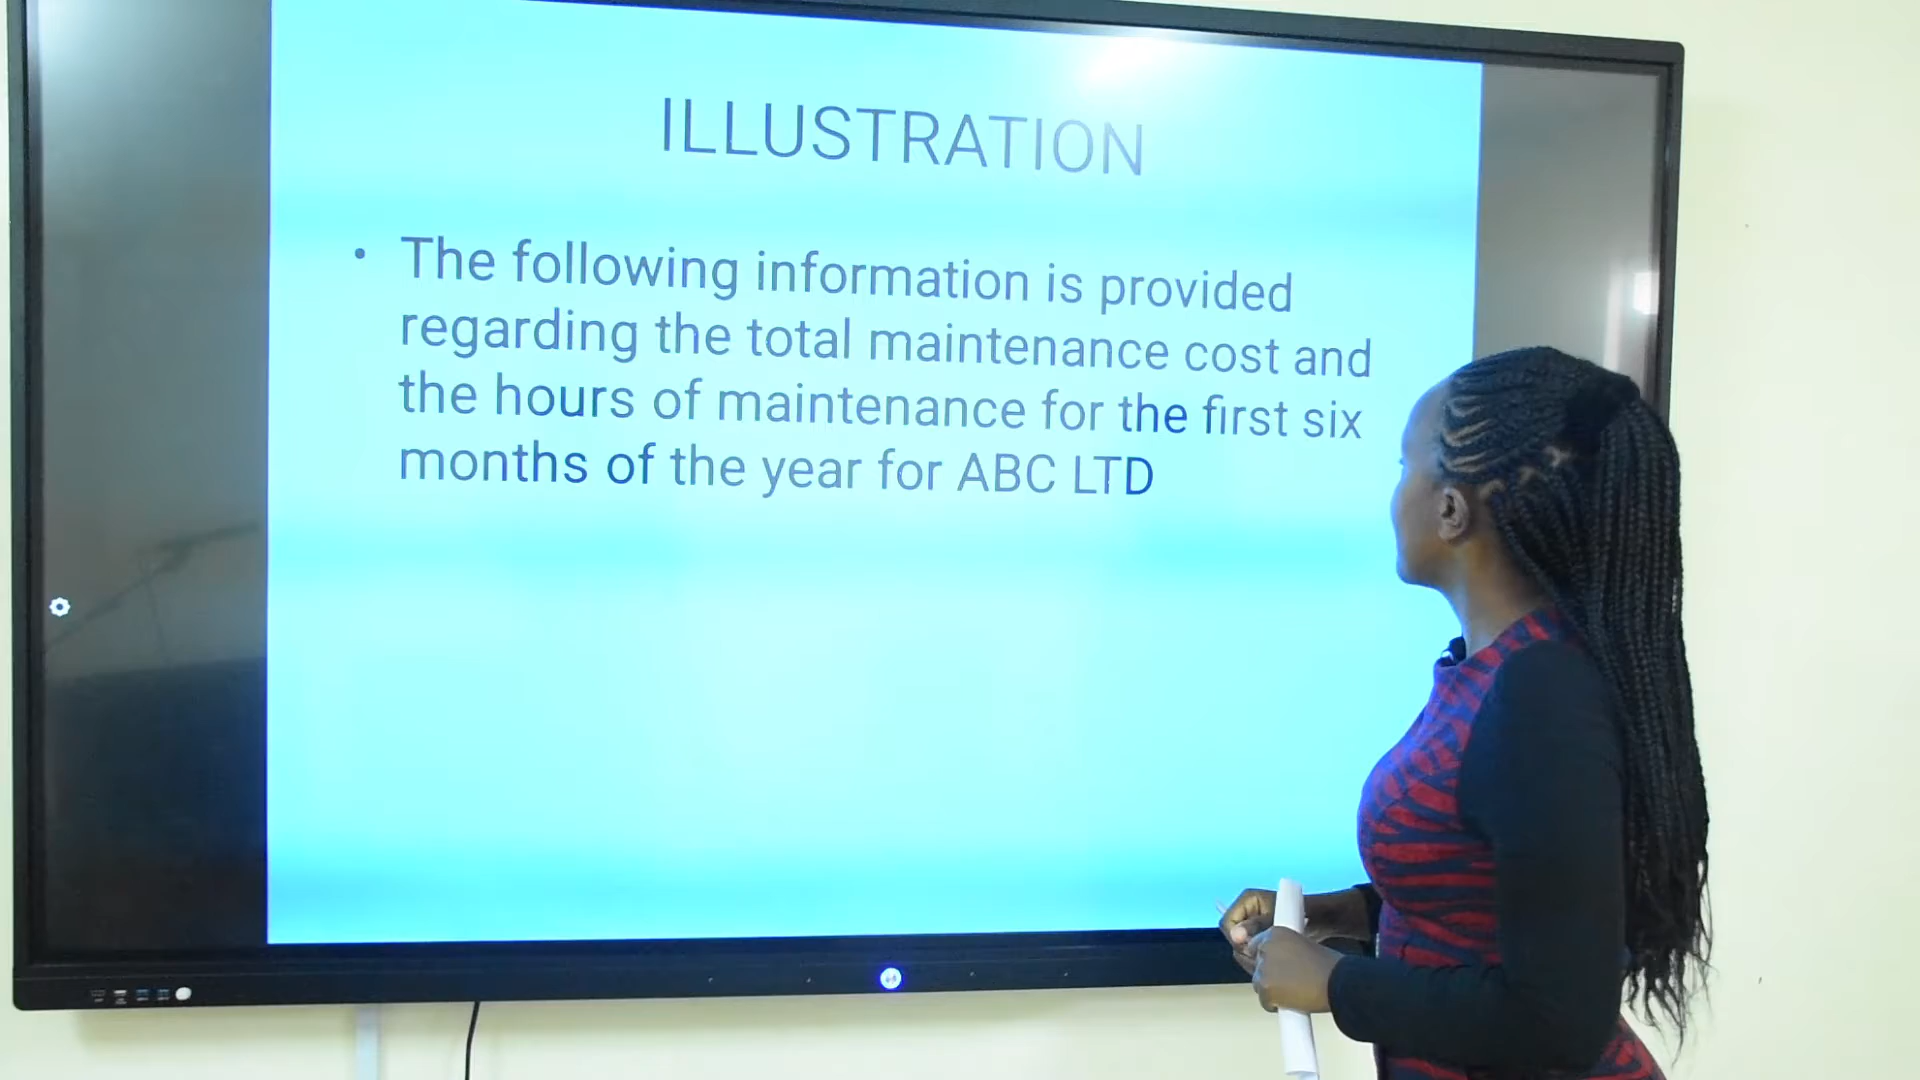 ILLUSTRATION
• The following information is provided
regarding the total maintenance cost and
the hours of maintenance for the first six
months of the year for ABC LTD